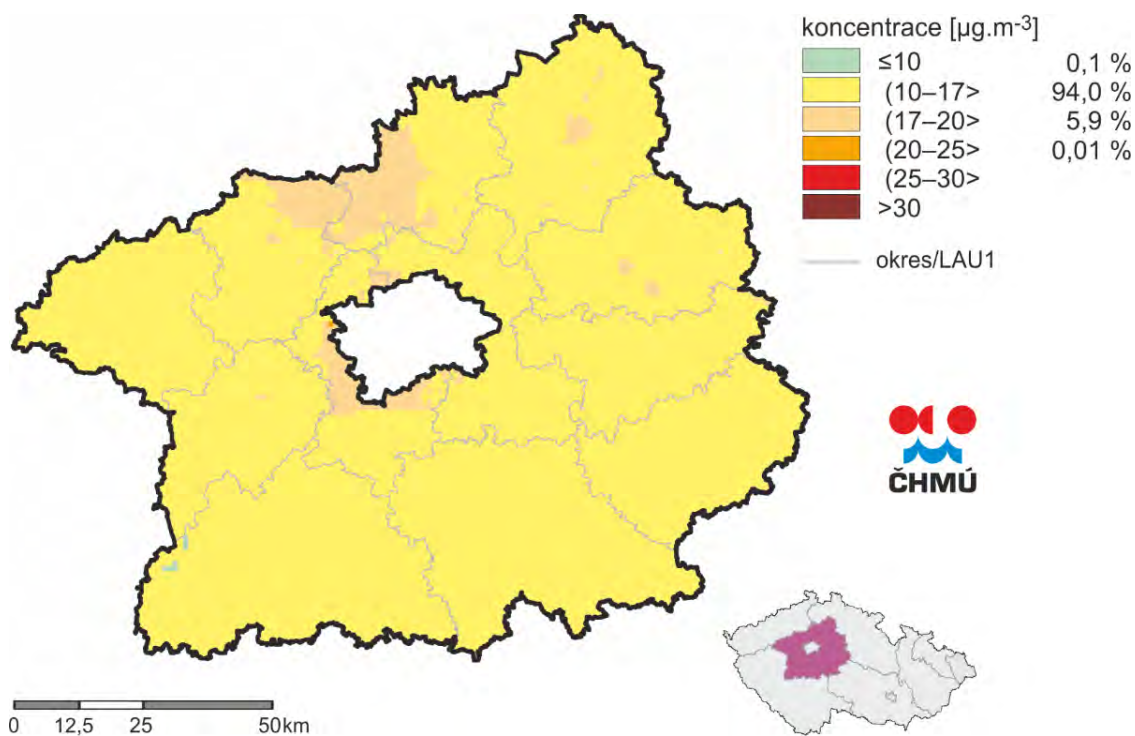 koncentrace [µg.m-³]
≤10 0,1 %
(10–17> 94,0 %
(17–20> 5,9 %
(20–25> 0,01 %
(25–30>
>30
okres/LAU1
ČHMÚ
0 12,5 25 50km